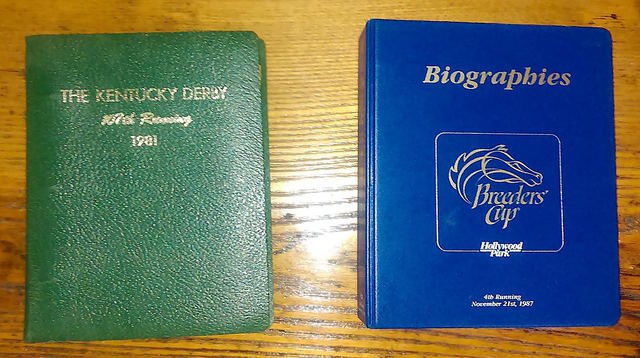 THE KENTUCKY DERBY
107th Running
1981
Biographies
Breeders'
Cup
Hollywood
Park
4th Running
November 21st, 1987